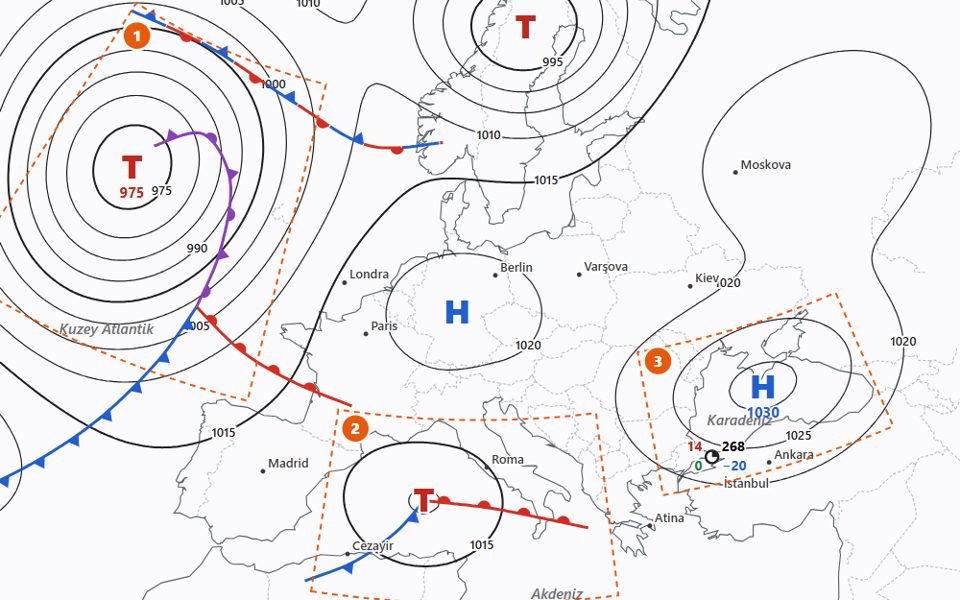 1005
1010
1
T
995
1000
1010
1015
Moskova
T
975
975
990
Londra
Berlin
Varşova
Kiev
1020
H
Kuzey Atlantik
1005
Paris
1020
1020
3
H
1030
Karadeniz
1015
2
1025
14
268
0
−20
Ankara
İstanbul
Madrid
Roma
T
Atina
Cezayir
1015
Akdeniz